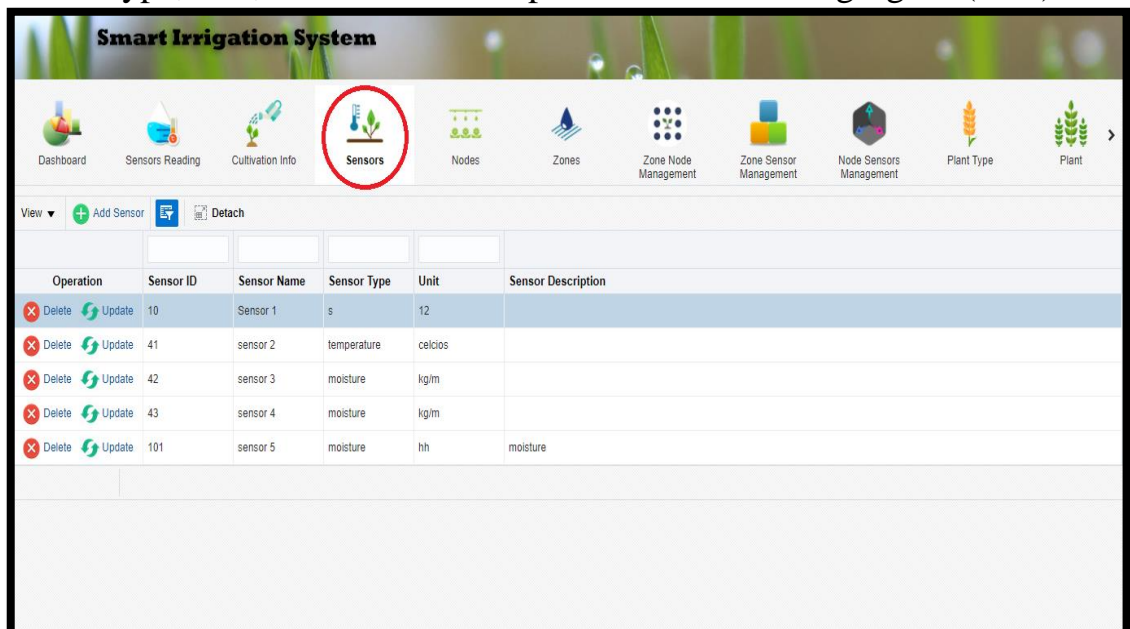 Smart Irrigation System
Dashboard Sensors Reading Cultivation Info Sensors Nodes Zones Zone Node Management Zone Sensor Management Node Sensors Management Plant Type Plant
View Add Sensor Detach
Operation Sensor ID Sensor Name Sensor Type Unit Sensor Description
Delete Update 10 Sensor 1 s 12
Delete Update 41 sensor 2 temperature celcios
Delete Update 42 sensor 3 moisture kg/m
Delete Update 43 sensor 4 moisture kg/m
Delete Update 101 sensor 5 moisture hh moisture